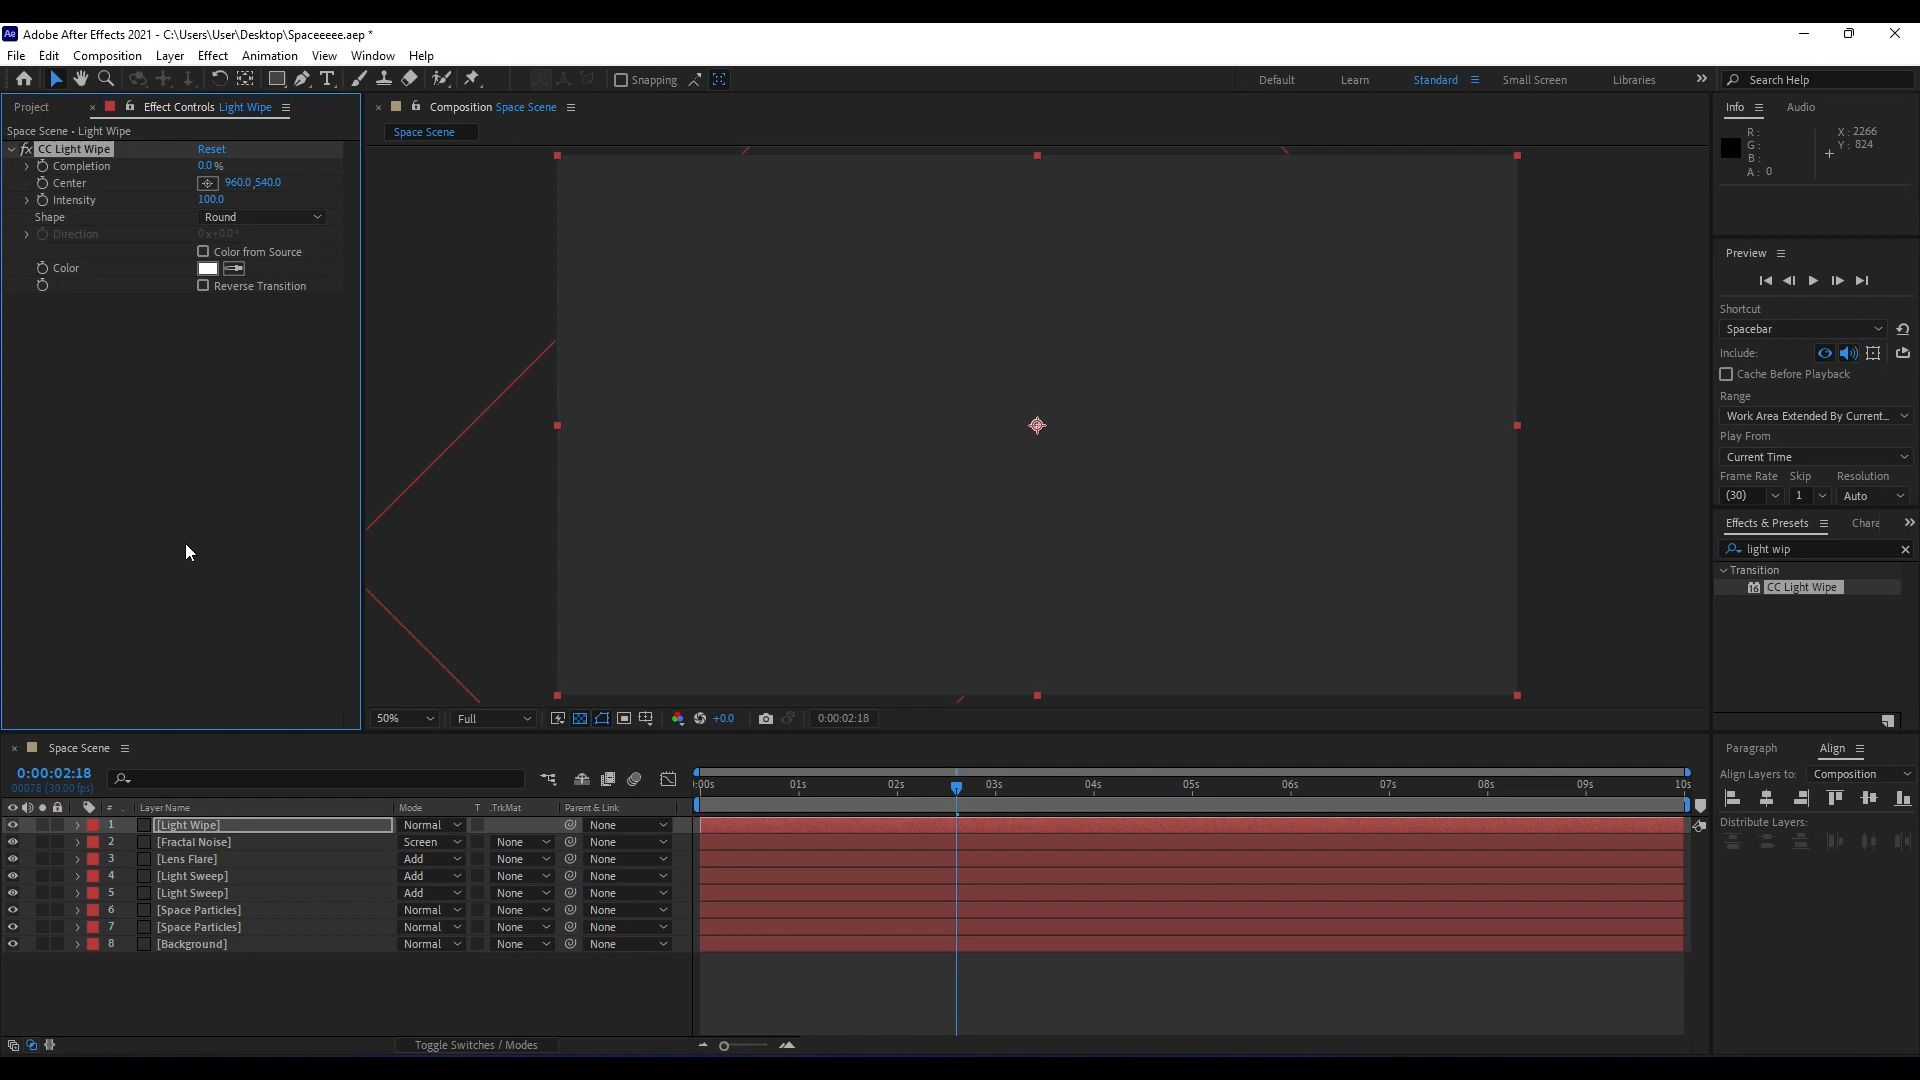 Adobe After Effects 2021 - C:\Users\User\Desktop\Spaceeeee.aep *
File Edit Composition Layer Effect Animation View Window Help
Snapping
Default Learn Standard Small Screen Libraries Search Help
Project Effect Controls Light Wipe
Space Scene • Light Wipe
fx CC Light Wipe Reset
Completion 0.0 %
Center 960.0 ,540.0
Intensity 100.0
Shape Round
Direction 0 x +0.0 °
Color from Source
Color
Reverse Transition
Composition Space Scene
Space Scene
50% Full +0.0 0:00:02:18
Info Audio
R: X: 2266
G: Y: 824
B:
A: 0
Preview
Shortcut
Spacebar
Include:
Cache Before Playback
Range
Work Area Extended By Current...
Play From
Current Time
Frame Rate Skip Resolution
(30) 1 Auto
Effects & Presets Chara
light wip
Transition
CC Light Wipe
Space Scene
0:00:02:18
00078 (30.00 fps)
:00s 01s 02s 03s 04s 05s 06s 07s 08s 09s 10s
# Layer Name Mode T .TrkMat Parent & Link
1 [Light Wipe] Normal None
2 [Fractal Noise] Screen None None
3 [Lens Flare] Add None None
4 [Light Sweep] Add None None
5 [Light Sweep] Add None None
6 [Space Particles] Normal None None
7 [Space Particles] Normal None None
8 [Background] Normal None None
Toggle Switches / Modes
Paragraph Align
Align Layers to: Composition
Distribute Layers: